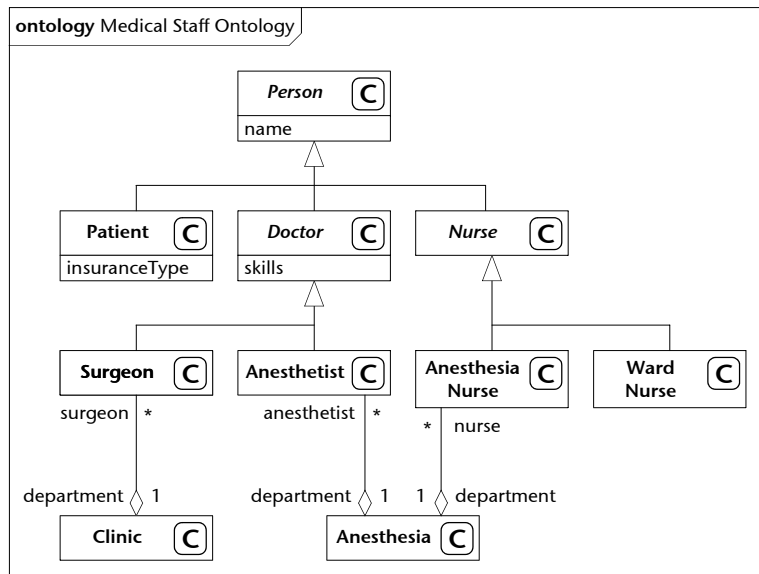 ontology Medical Staff Ontology
Person C
name
Patient C
insuranceType
Doctor C
skills
Nurse C
Surgeon C
Anesthetist C
Anesthesia
Nurse C
Ward
Nurse C
surgeon *
anesthetist *
* nurse
department 1
department 1
1 department
Clinic C
Anesthesia C